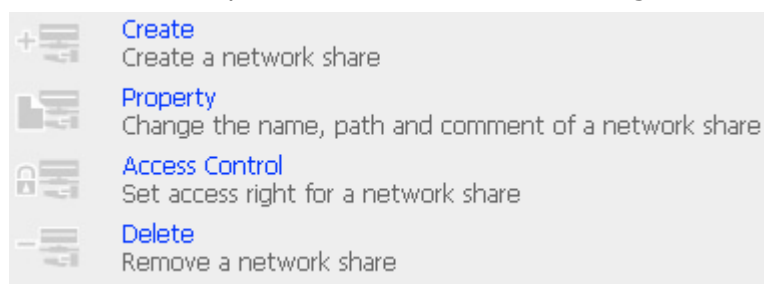 Create
Create a network share
Property
Change the name, path and comment of a network share
Access Control
Set access right for a network share
Delete
Remove a network share